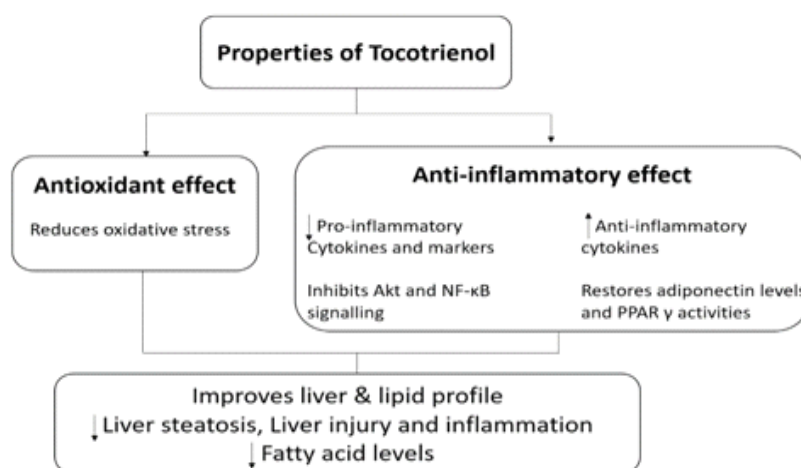 Properties of Tocotrienol
Antioxidant effect
Reduces oxidative stress
Anti-inflammatory effect
↓ Pro-inflammatory
Cytokines and markers
Inhibits Akt and NF-κB
signalling
↑ Anti-inflammatory
cytokines
Restores adiponectin levels
and PPAR γ activities
Improves liver & lipid profile
↓ Liver steatosis, Liver injury and inflammation
↓ Fatty acid levels